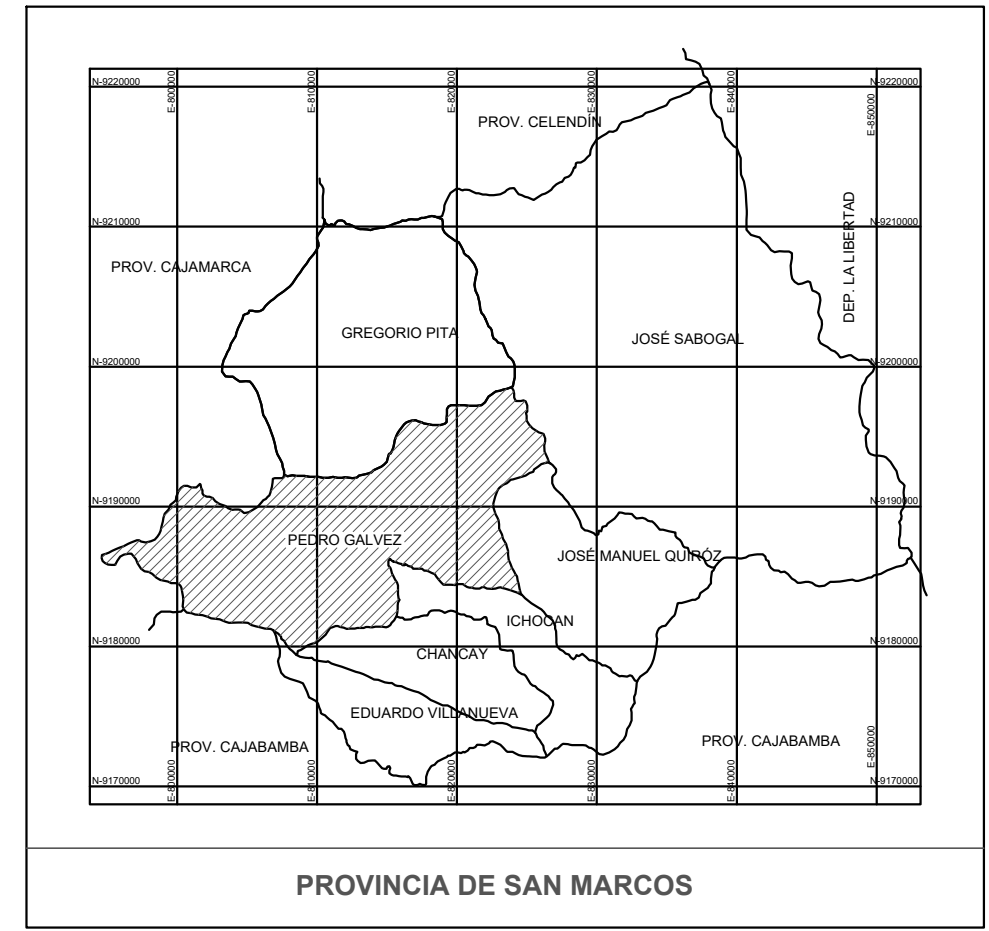 E-800000
E-810000
E-820000
E-830000
E-840000
E-850000
N-9220000
N-9220000
PROV. CELENDÍN
N-9210000
N-9210000
DEP. LA LIBERTAD
PROV. CAJAMARCA
GREGORIO PITA
JOSÉ SABOGAL
N-9200000
N-9200000
N-9190000
N-9190000
PEDRO GALVEZ
JOSÉ MANUEL QUIRÓZ
ICHOCAN
N-9180000
N-9180000
CHANCAY
EDUARDO VILLANUEVA
PROV. CAJABAMBA
PROV. CAJABAMBA
N-9170000
N-9170000
E-800000
E-810000
E-820000
E-830000
E-840000
E-850000
PROVINCIA DE SAN MARCOS